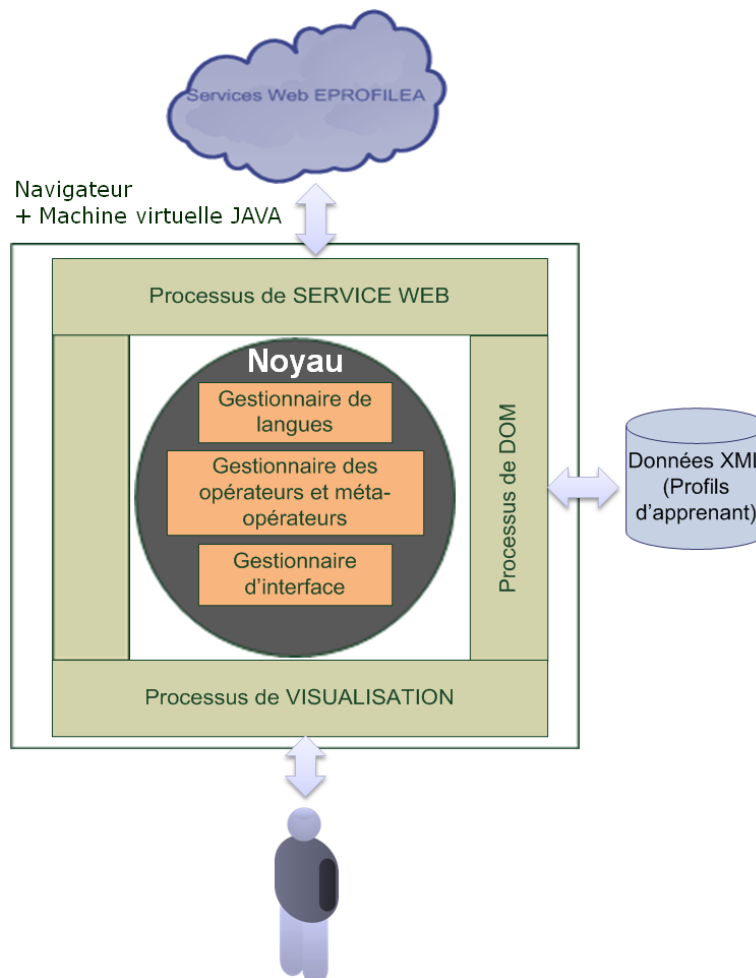 Services Web EPROFILEA
Navigateur
+ Machine virtuelle JAVA
Processus de SERVICE WEB
Noyau
Gestionnaire de
langues
Gestionnaire des
opérateurs et méta-
opérateurs
Gestionnaire
d'interface
Processus de DOM
Données XML
(Profils
d'apprenant)
Processus de VISUALISATION